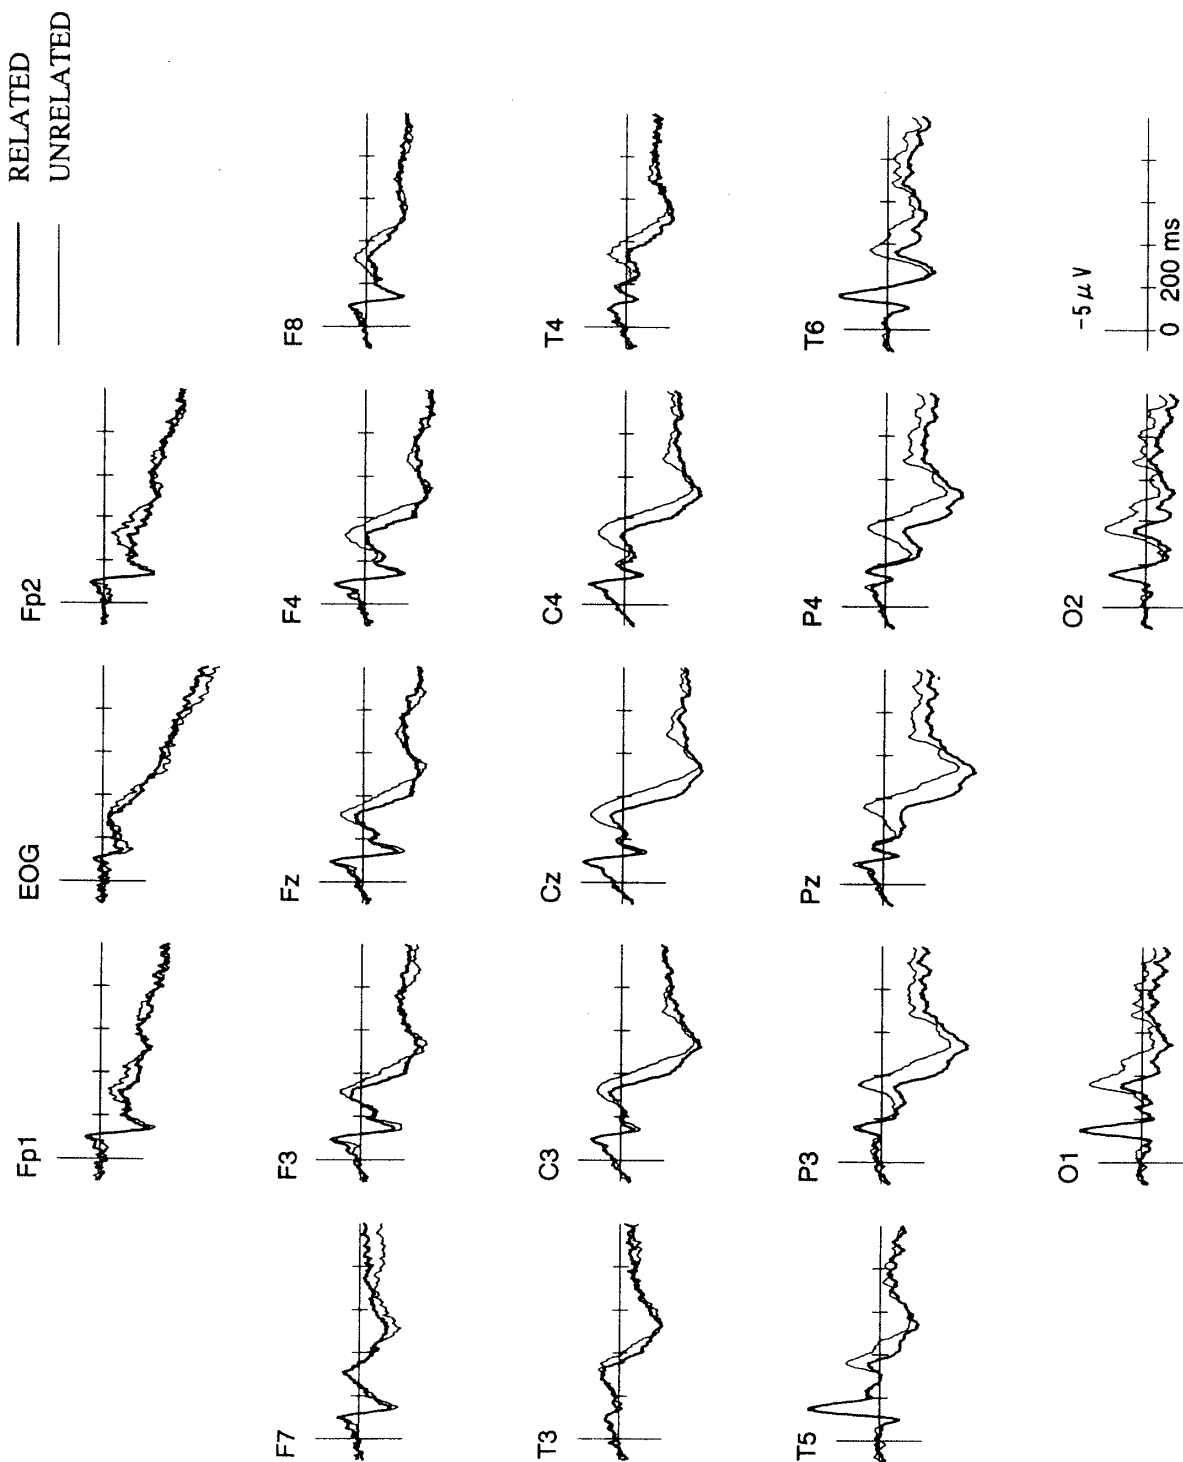 RELATED
UNRELATED
Fp1
EOG
Fp2
F7
F3
Fz
F4
F8
T3
C3
Cz
C4
T4
T5
P3
Pz
P4
T6
O1
O2
-5 μV
0 200 ms